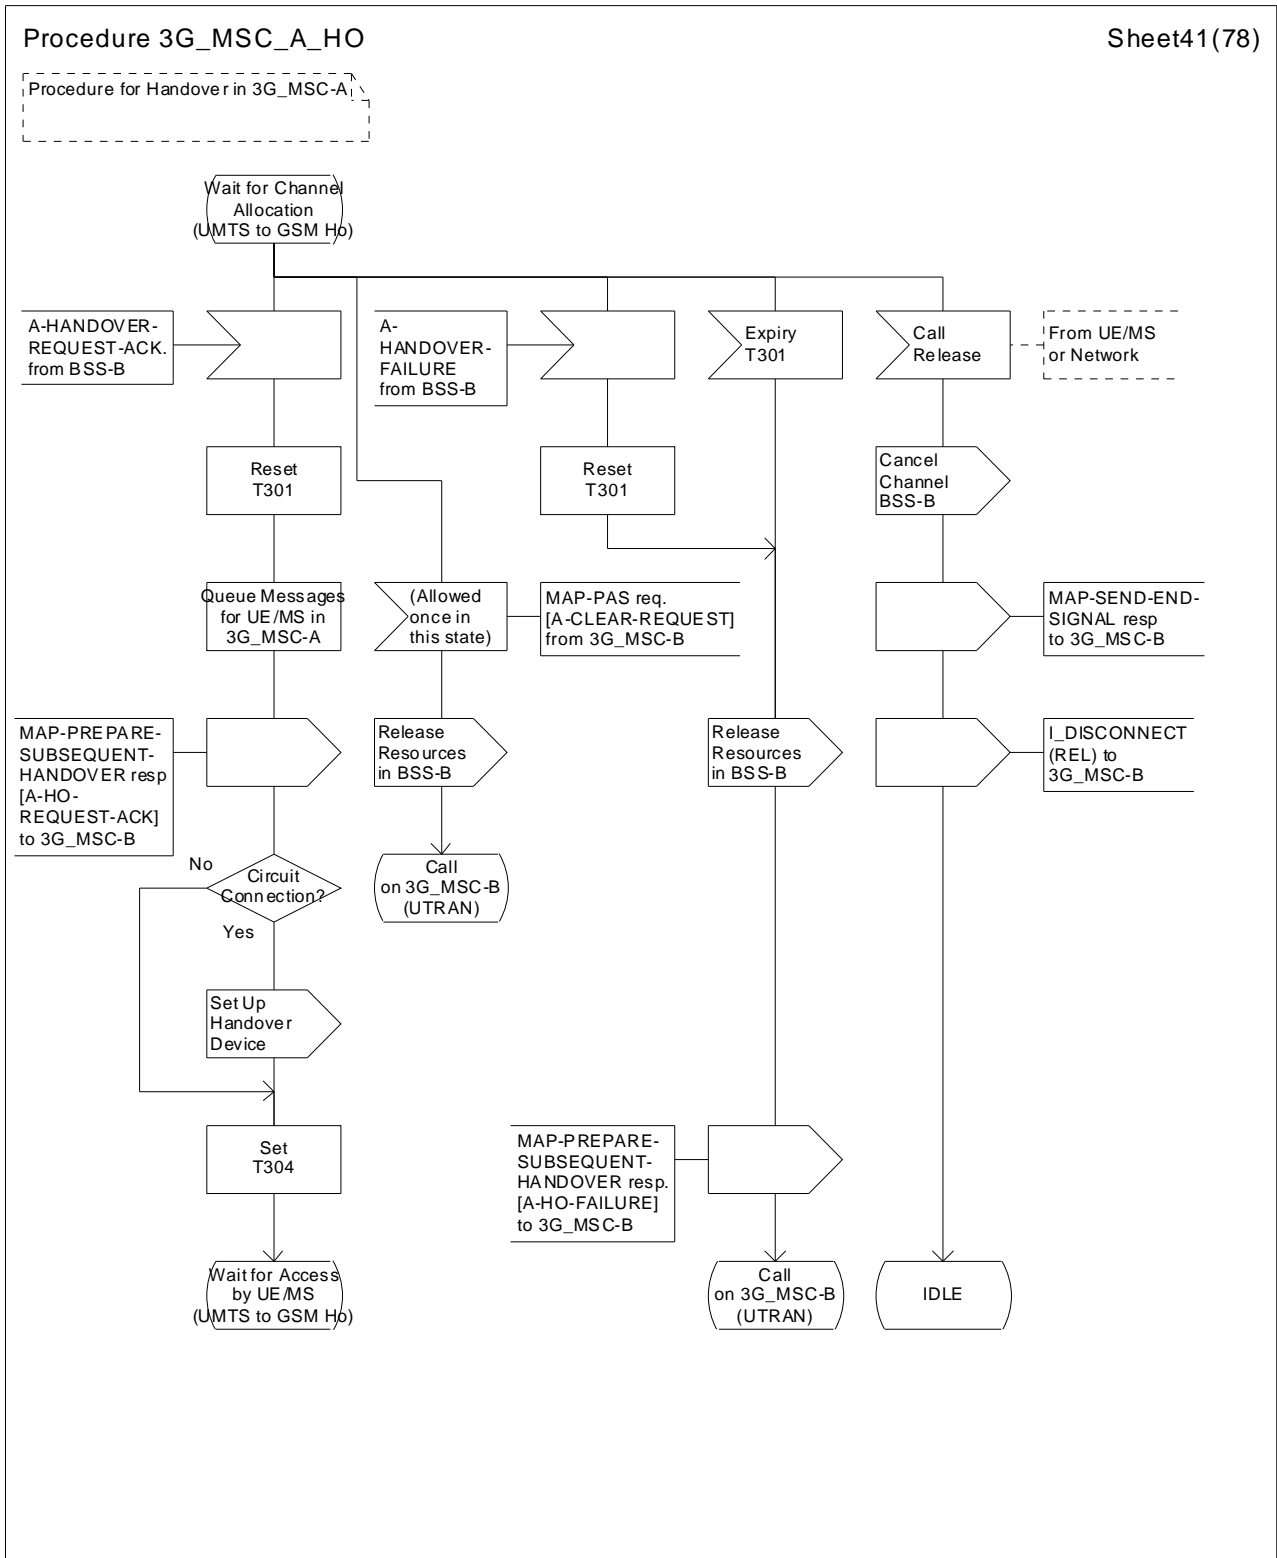 Procedure 3G_MSC_A_HO
Sheet41(78)
Procedure for Handover in 3G_MSC-A
Wait for Channel
Allocation
(UMTS to GSM Ho)
A-HANDOVER-
REQUEST-ACK.
from BSS-B
A-
HANDOVER-
FAILURE
from BSS-B
Expiry
T301
Call
Release
From UE/MS
or Network
Reset
T301
Reset
T301
Cancel
Channel
BSS-B
Queue Messages
for UE/MS in
3G_MSC-A
(Allowed
once in
this state)
MAP-PAS req.
[A-CLEAR-REQUEST]
from 3G_MSC-B
MAP-SEND-END-
SIGNAL resp
to 3G_MSC-B
MAP-PREPARE-
SUBSEQUENT-
HANDOVER resp
[A-HO-
REQUEST-ACK]
to 3G_MSC-B
Release
Resources
in BSS-B
Release
Resources
in BSS-B
I_DISCONNECT
(REL) to
3G_MSC-B
No
Circuit
Connection?
Yes
Call
on 3G_MSC-B
(UTRAN)
Set Up
Handover
Device
Set
T304
MAP-PREPARE-
SUBSEQUENT-
HANDOVER resp.
[A-HO-FAILURE]
to 3G_MSC-B
Wait for Access
by UE/MS
(UMTS to GSM Ho)
Call
on 3G_MSC-B
(UTRAN)
IDLE